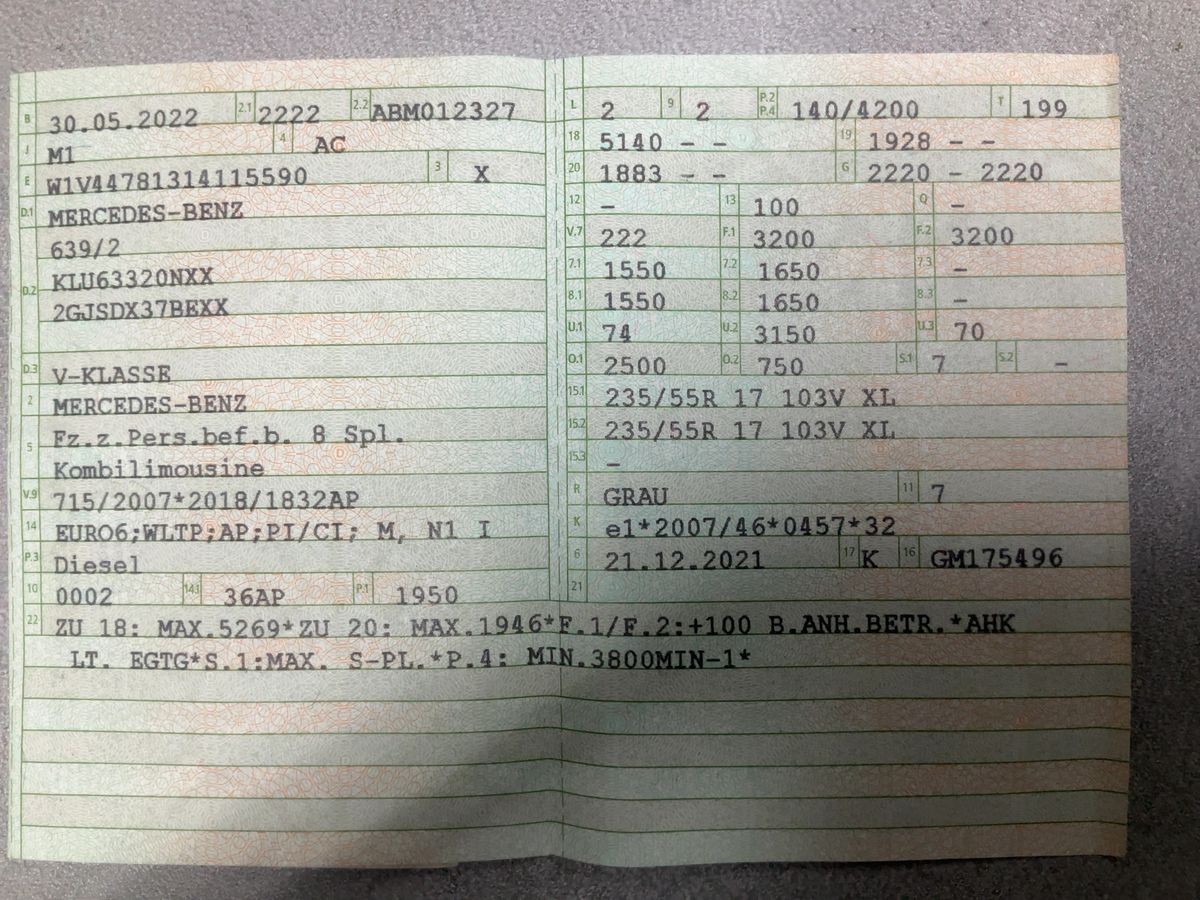 B 30.05.2022 2.1 2222 2.2 ABM012327
J M1 4 AC
E W1V44781314115590 3 X
D.1 MERCEDES-BENZ
639/2
D.2 KLU63320NXX
2GJSDX37BEXX
D.3 V-KLASSE
2 MERCEDES-BENZ
5 Fz.z.Pers.bef.b. 8 Spl.
Kombilimousine
V.9 715/2007*2018/1832AP
14 EURO6;WLTP;AP;PI/CI; M, N1 I
P.3 Diesel
10 0002 14.1 36AP P.1 1950
L 2 9 2 P.2 P.4 140/4200 T 199
18 5140 - - 19 1928 - -
20 1883 - - G 2220 - 2220
12 - 13 100 Q -
V.7 222 F.1 3200 F.2 3200
7.1 1550 7.2 1650 7.3 -
8.1 1550 8.2 1650 8.3 -
U.1 74 U.2 3150 U.3 70
O.1 2500 O.2 750 S.1 7 S.2 -
15.1 235/55R 17 103V XL
15.2 235/55R 17 103V XL
15.3 -
R GRAU 11 7
K e1*2007/46*0457*32
6 21.12.2021 17 K 16 GM175496
21
22 ZU 18: MAX.5269*ZU 20: MAX.1946*F.1/F.2:+100 B.ANH.BETR.*AHK
LT. EGTG*S.1:MAX. S-PL.*P.4: MIN.3800MIN-1*